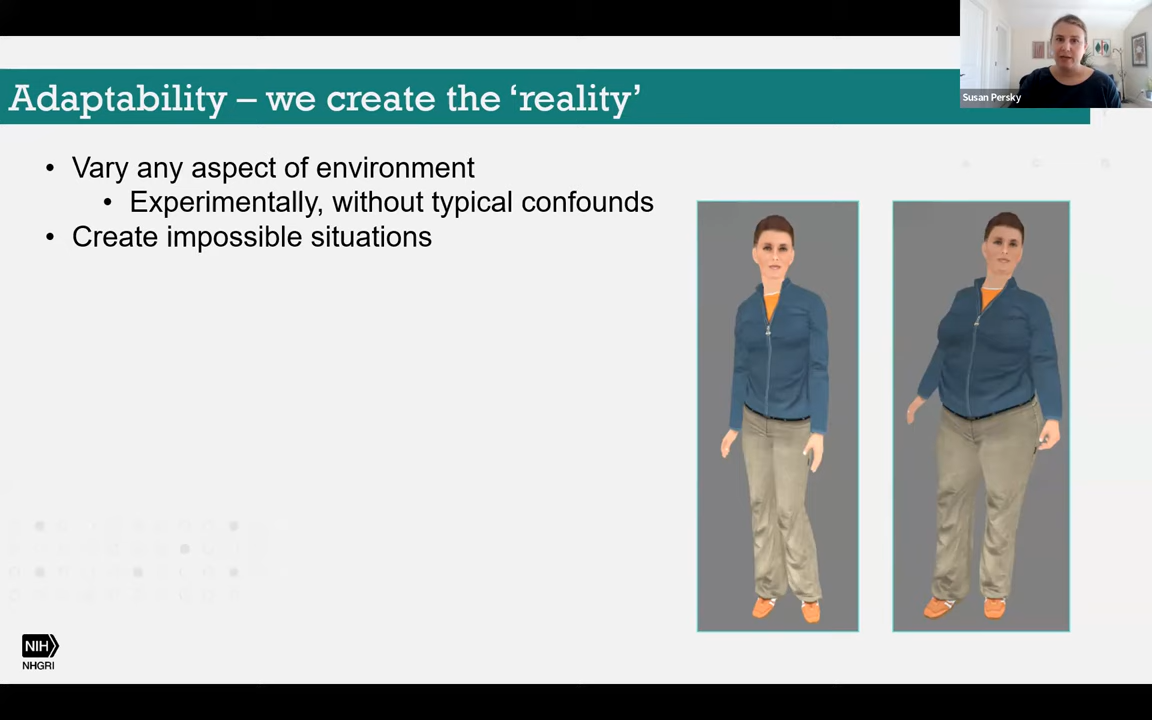 Adaptability – we create the ‘reality’
Susan Persky
• Vary any aspect of environment
• Experimentally, without typical confounds
• Create impossible situations
NIH
NHGRI